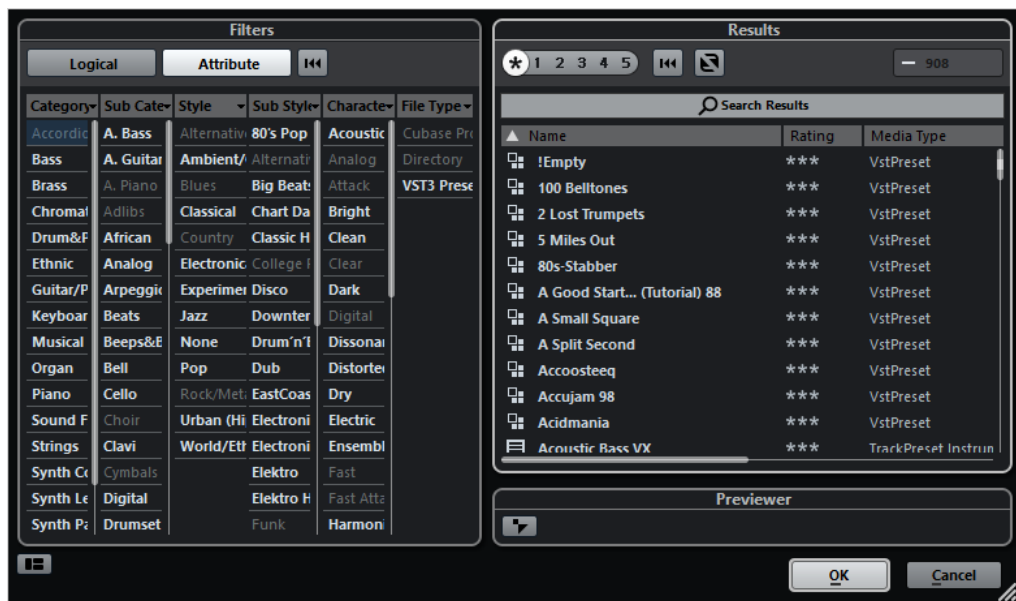 Filters
Logical Attribute
Category Sub Cate Style Sub Style Characte File Type
Accordic A. Bass Alternativ 80's Pop Acoustic Cubase Pro
Bass A. Guitar Ambient/ Alternati Analog Directory
Brass A. Piano Blues Big Beat Attack VST3 Prese
Chromat Adlibs Classical Chart Da Bright
Drum&P African Country Classic H Clean
Ethnic Analog Electronic College Clear
Guitar/P Arpeggio Experimen Disco Dark
Keyboar Beats Jazz Downtem Digital
Musical Beeps&B None Drum´n´B Dissonan
Organ Bell Pop Dub Distorted
Piano Cello Rock/Meta EastCoas Dry
Sound F Choir Urban (Hi Electroni Electric
Strings Clavi World/Eth Electroni Ensembl
Synth Co Cymbals Elektro Fast
Synth Le Digital Elektro H Fast Atta
Synth Pa Drumset Funk Harmoni
Results
* 1 2 3 4 5 908
Search Results
Name Rating Media Type
!Empty *** VstPreset
100 Belltones *** VstPreset
2 Lost Trumpets *** VstPreset
5 Miles Out *** VstPreset
80s-Stabber *** VstPreset
A Good Start... (Tutorial) 88 *** VstPreset
A Small Square *** VstPreset
A Split Second *** VstPreset
Accoosteeq *** VstPreset
Accujam 98 *** VstPreset
Acidmania *** VstPreset
Acoustic Bass VX *** TrackPreset Instrun
Previewer
OK Cancel